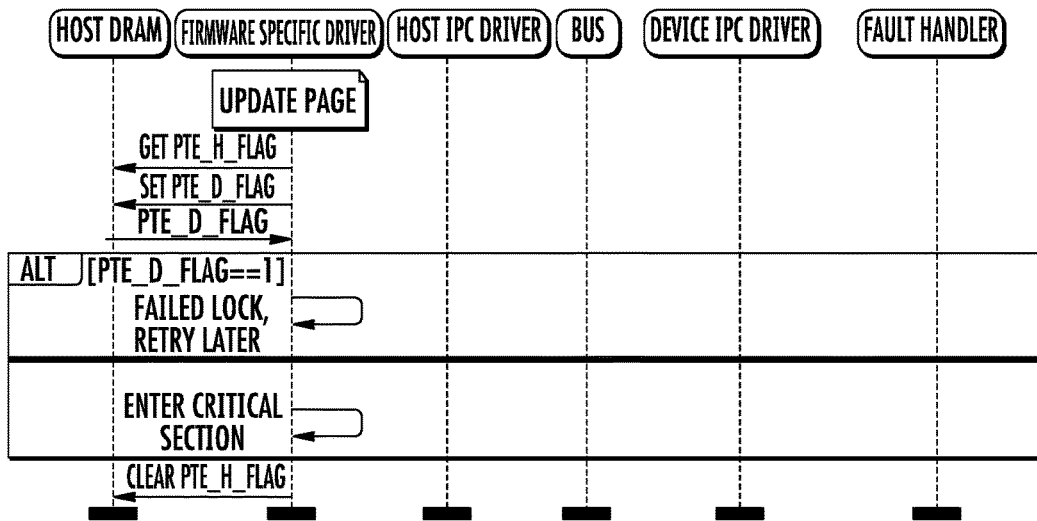 HOST DRAM
FIRMWARE SPECIFIC DRIVER
HOST IPC DRIVER
BUS
DEVICE IPC DRIVER
FAULT HANDLER
UPDATE PAGE
GET PTE_H_FLAG
SET PTE_D_FLAG
PTE_D_FLAG
ALT [PTE_D_FLAG==1]
FAILED LOCK,
RETRY LATER
ENTER CRITICAL
SECTION
CLEAR PTE_H_FLAG